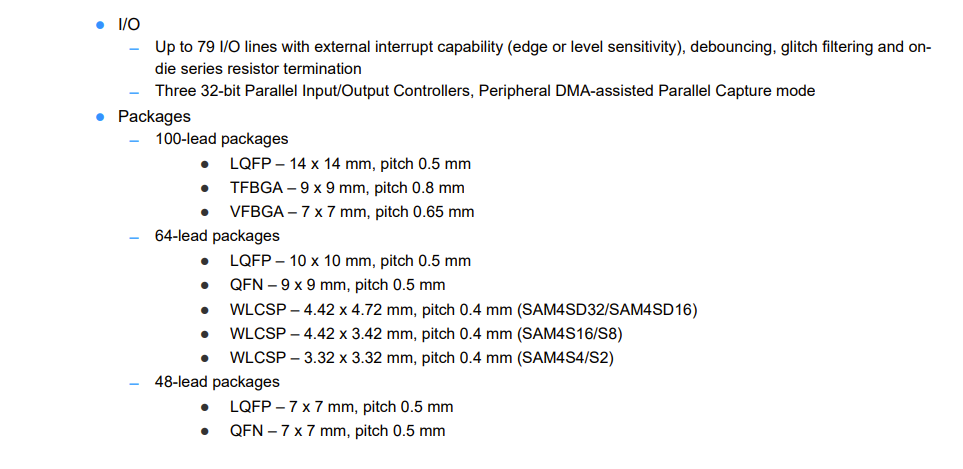 ● I/O
– Up to 79 I/O lines with external interrupt capability (edge or level sensitivity), debouncing, glitch filtering and on-
die series resistor termination
– Three 32-bit Parallel Input/Output Controllers, Peripheral DMA-assisted Parallel Capture mode
● Packages
– 100-lead packages
● LQFP – 14 x 14 mm, pitch 0.5 mm
● TFBGA – 9 x 9 mm, pitch 0.8 mm
● VFBGA – 7 x 7 mm, pitch 0.65 mm
– 64-lead packages
● LQFP – 10 x 10 mm, pitch 0.5 mm
● QFN – 9 x 9 mm, pitch 0.5 mm
● WLCSP – 4.42 x 4.72 mm, pitch 0.4 mm (SAM4SD32/SAM4SD16)
● WLCSP – 4.42 x 3.42 mm, pitch 0.4 mm (SAM4S16/S8)
● WLCSP – 3.32 x 3.32 mm, pitch 0.4 mm (SAM4S4/S2)
– 48-lead packages
● LQFP – 7 x 7 mm, pitch 0.5 mm
● QFN – 7 x 7 mm, pitch 0.5 mm